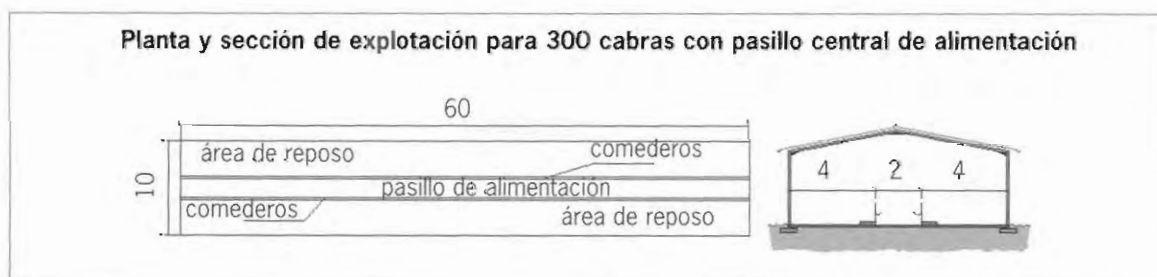 Planta y sección de explotación para 300 cabras con pasillo central de alimentación
60
área de reposo
comederos
10
pasillo de alimentación
comederos
área de reposo
4 2 4